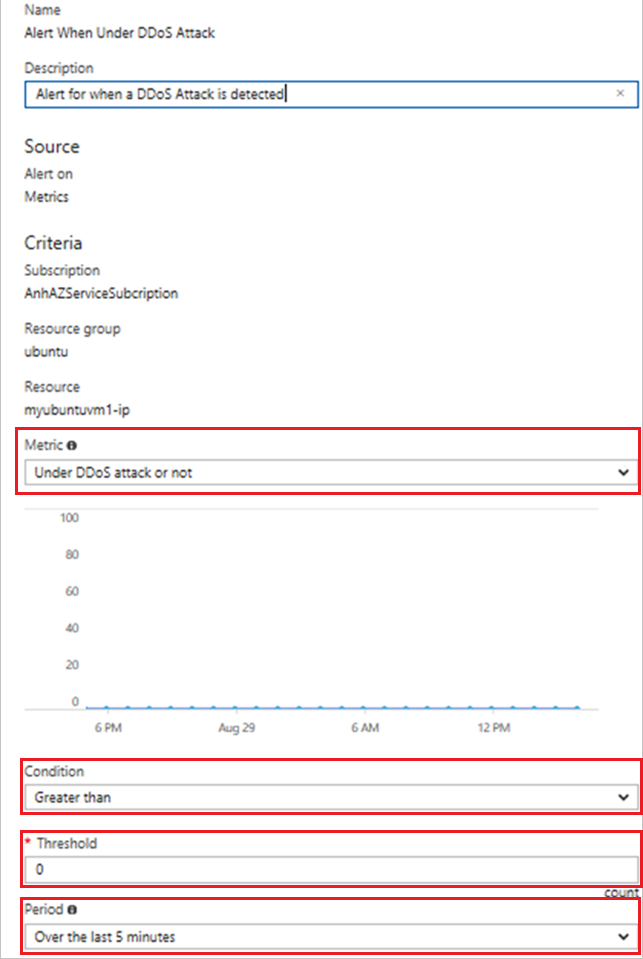 Name
Alert When Under DDoS Attack
Description
Alert for when a DDoS Attack is detected
Source
Alert on
Metrics
Criteria
Subscription
AnhAZServiceSubcription
Resource group
ubuntu
Resource
myubuntuvm1-ip
Metric
Under DDoS attack or not
100
80
60
40
20
0
6 PM Aug 29 6 AM 12 PM
Condition
Greater than
* Threshold
0
count
Period
Over the last 5 minutes